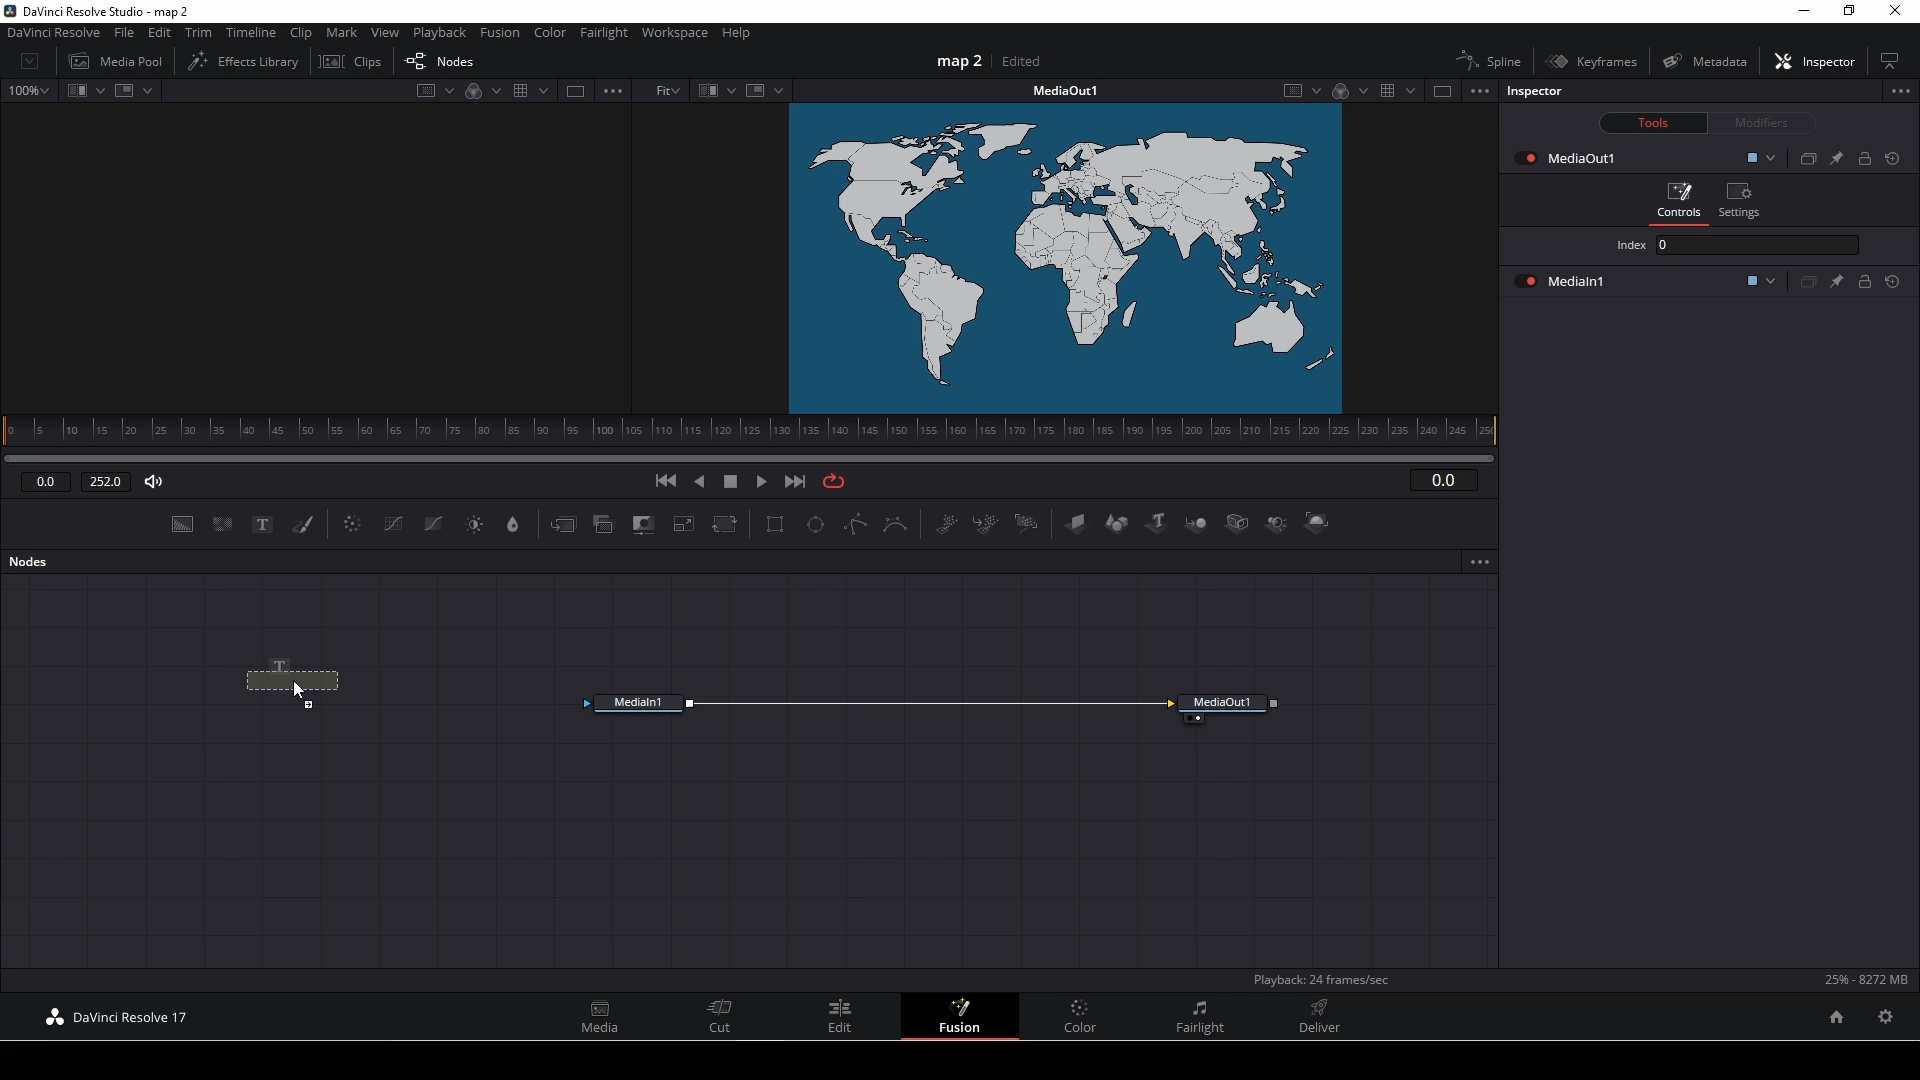 DaVinci Resolve Studio - map 2
DaVinci Resolve File Edit Trim Timeline Clip Mark View Playback Fusion Color Fairlight Workspace Help
Media Pool Effects Library Clips Nodes map 2 Edited Spline Keyframes Metadata Inspector
100% Fit MediaOut1 Inspector
Tools Modifiers
MediaOut1
Controls Settings
Index 0
MediaIn1
0 5 10 15 20 25 30 35 40 45 50 55 60 65 70 75 80 85 90 95 100 105 110 115 120 125 130 135 140 145 150 155 160 165 170 175 180 185 190 195 200 205 210 215 220 225 230 235 240 245 250
0.0 252.0 0.0
T
Nodes
T
MediaIn1 MediaOut1
Playback: 24 frames/sec 25% - 8272 MB
DaVinci Resolve 17 Media Cut Edit Fusion Color Fairlight Deliver